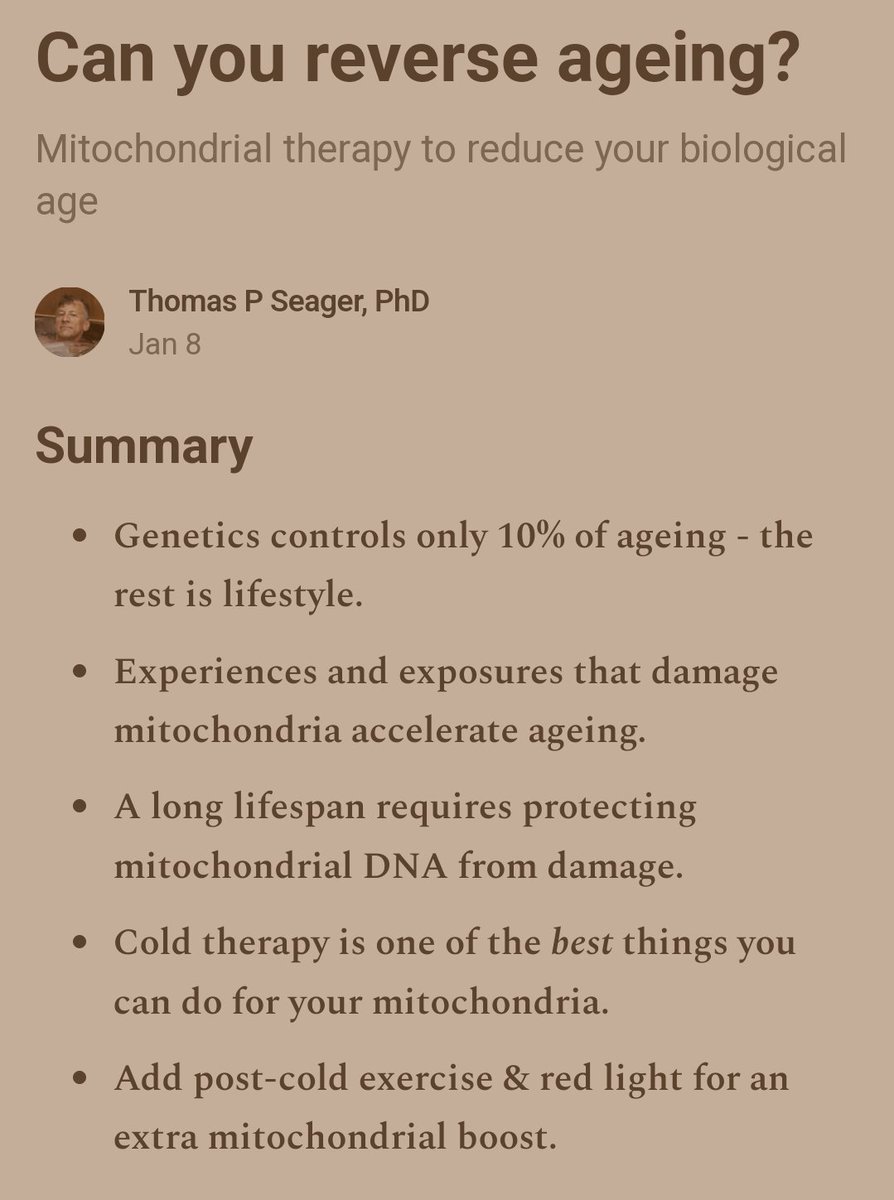 Can you reverse ageing?
Mitochondrial therapy to reduce your biological
age
Thomas P Seager, PhD
Jan 8
Summary
• Genetics controls only 10% of ageing - the
rest is lifestyle.
• Experiences and exposures that damage
mitochondria accelerate ageing.
• A long lifespan requires protecting
mitochondrial DNA from damage.
• Cold therapy is one of the best things you
can do for your mitochondria.
• Add post-cold exercise & red light for an
extra mitochondrial boost.